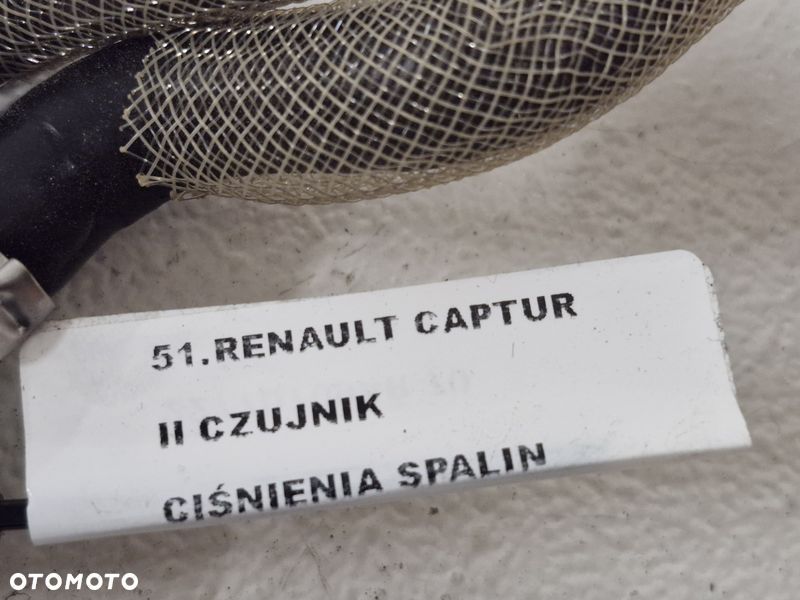 51.RENAULT CAPTUR
II CZUJNIK
CIŚNIENIA SPALIN
OTOMOTO